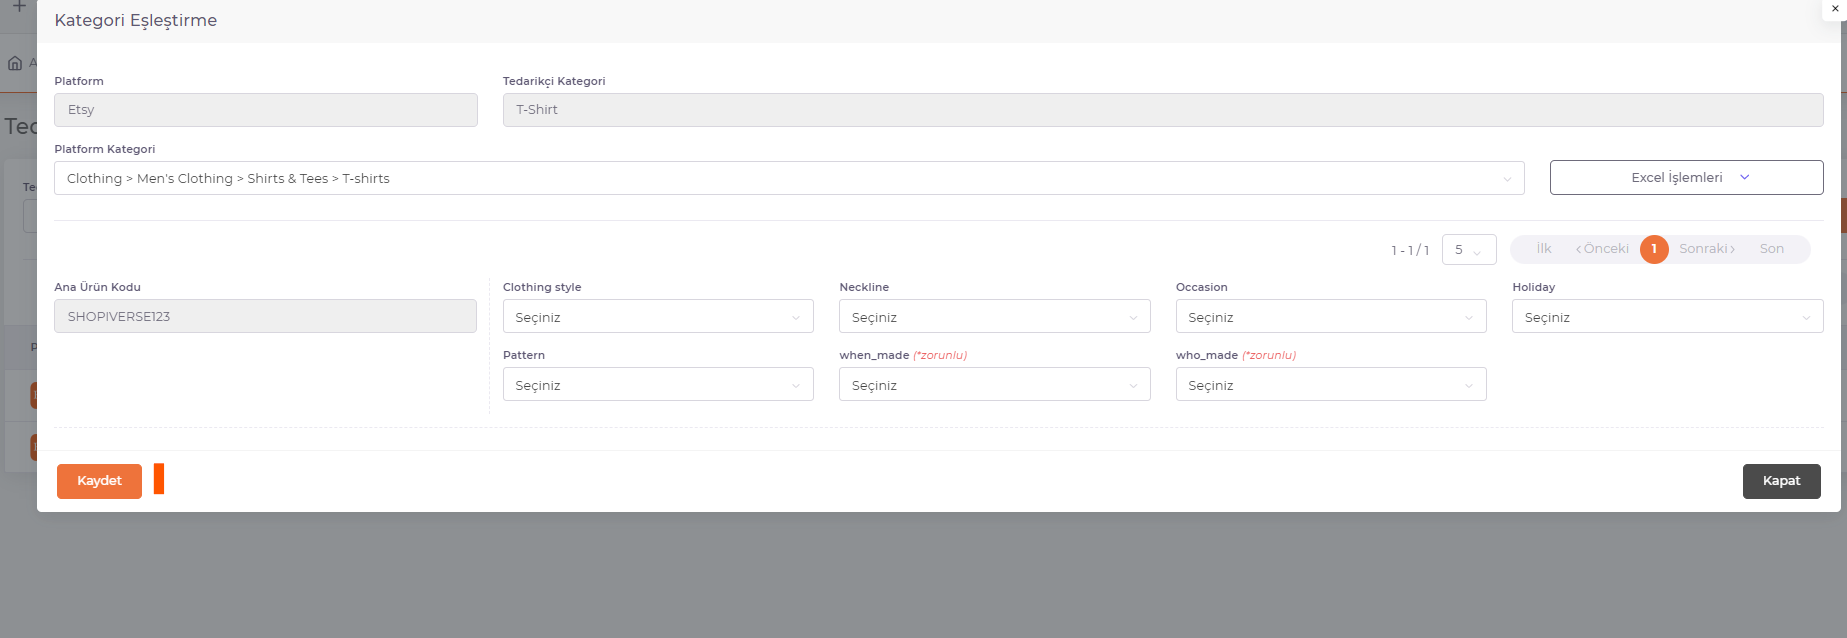 Kategori Eşleştirme
×
A
Platform
Tedarikçi Kategori
Etsy
T-Shirt
Platform Kategori
Clothing > Men's Clothing > Shirts & Tees > T-shirts
Excel İşlemleri
1 - 1 / 1
5
İlk
Önceki
1
Sonraki
Son
Ana Ürün Kodu
Clothing style
Neckline
Occasion
Holiday
SHOPIVERSE123
Seçiniz
Seçiniz
Seçiniz
Seçiniz
Pattern
when_made (*zorunlu)
who_made (*zorunlu)
Seçiniz
Seçiniz
Seçiniz
Kaydet
Kapat